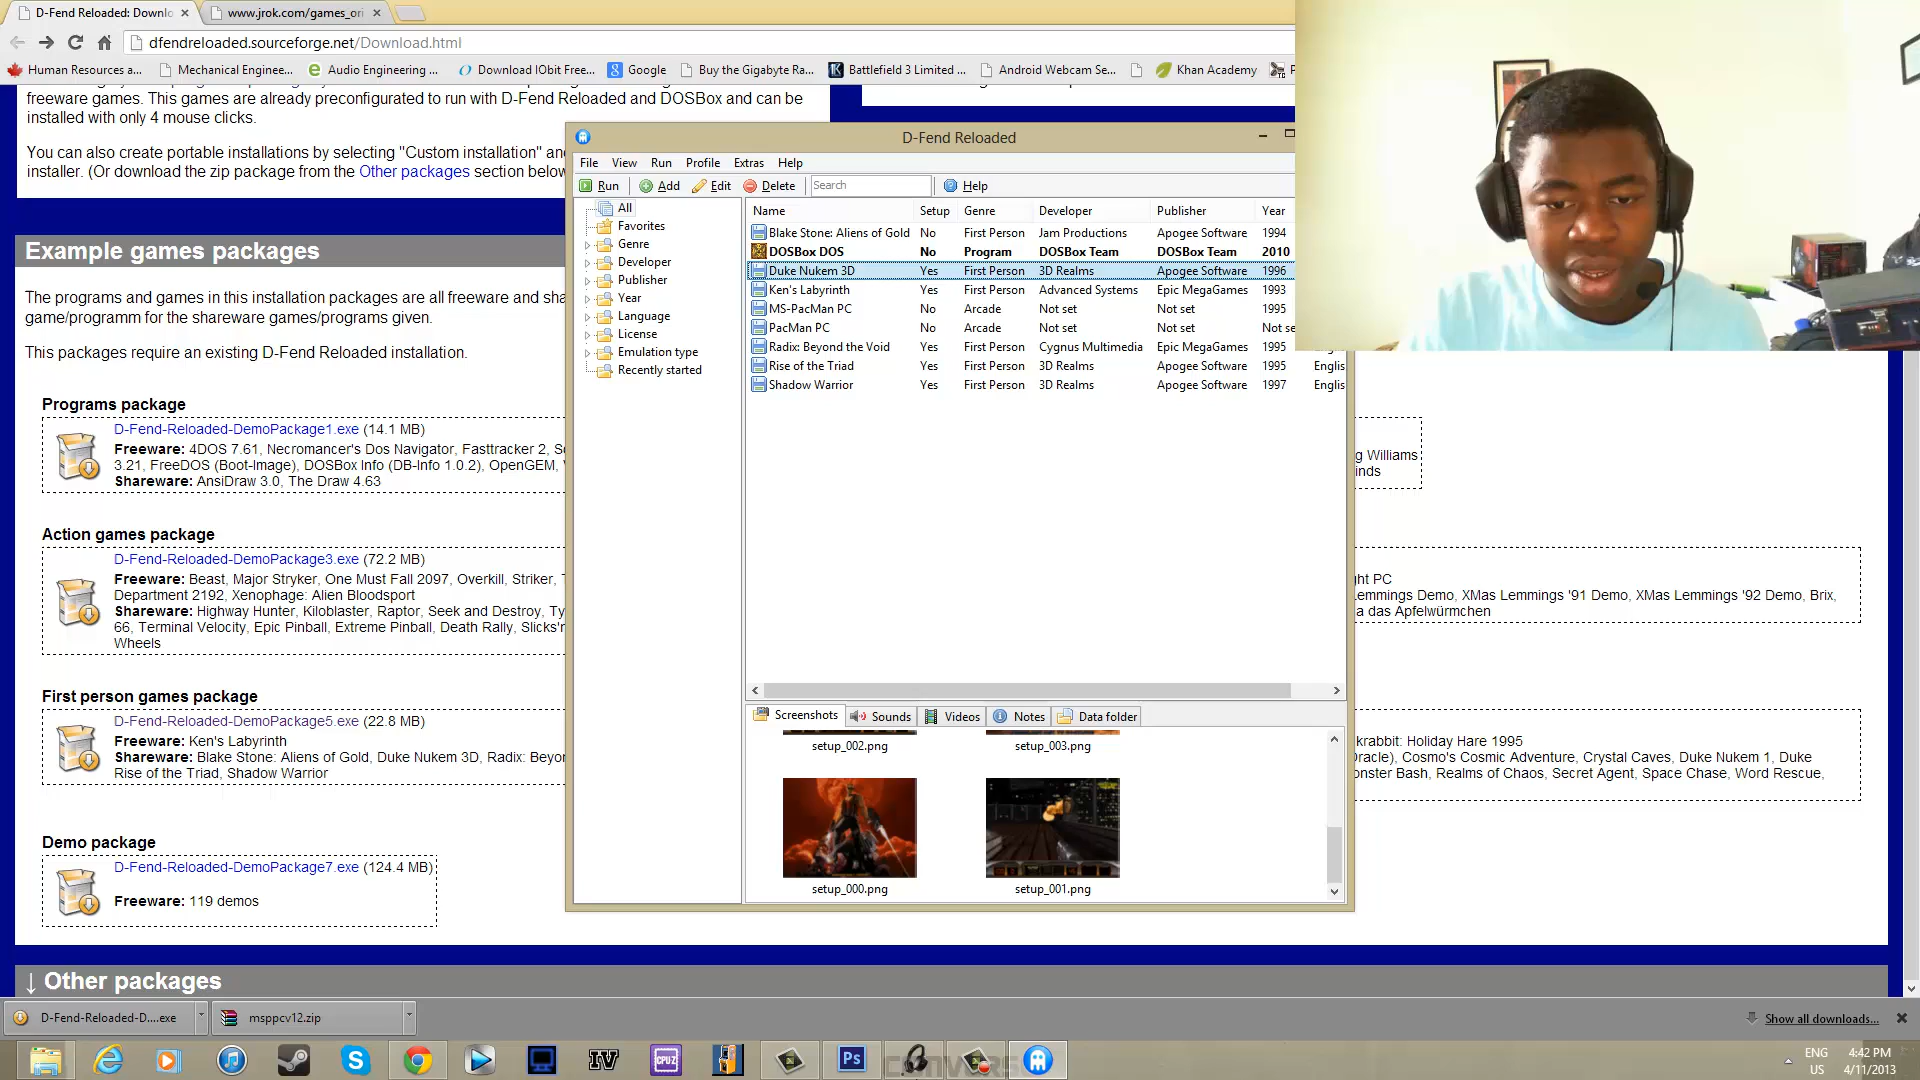 D-Fend Reloaded: Downlo
www.jrok.com/games_ori
dfendreloaded.sourceforge.net/Download.html
Human Resources a...
Mechanical Enginee...
Audio Engineering ...
Download IObit Free...
Google
Buy the Gigabyte Ra...
Battlefield 3 Limited ...
Android Webcam Se...
Khan Academy
freeware games. This games are already preconfigurated to run with D-Fend Reloaded and DOSBox and can be
installed with only 4 mouse clicks.
You can also create portable installations by selecting "Custom installation"
installer. (Or download the zip package from the Other packages section below
Example games packages
The programs and games in this installation packages are all freeware and
game/programm for the shareware games/programs given.
This packages require an existing D-Fend Reloaded installation.
Programs package
D-Fend-Reloaded-DemoPackage1.exe (14.1 MB)
Freeware: 4DOS 7.61, Necromancer's Dos Navigator, Fasttracker 2,
3.21, FreeDOS (Boot-Image), DOSBox Info (DB-Info 1.0.2), OpenGEM,
Shareware: AnsiDraw 3.0, The Draw 4.63
Action games package
D-Fend-Reloaded-DemoPackage3.exe (72.2 MB)
Freeware: Beast, Major Stryker, One Must Fall 2097, Overkill, Striker,
Department 2192, Xenophage: Alien Bloodsport
Shareware: Highway Hunter, Kiloblaster, Raptor, Seek and Destroy,
66, Terminal Velocity, Epic Pinball, Extreme Pinball, Death Rally,
Wheels
First person games package
D-Fend-Reloaded-DemoPackage5.exe (22.8 MB)
Freeware: Ken's Labyrinth
Shareware: Blake Stone: Aliens of Gold, Duke Nukem 3D, Radix:
Rise of the Triad, Shadow Warrior
Demo package
D-Fend-Reloaded-DemoPackage7.exe (124.4 MB)
Freeware: 119 demos
↓ Other packages
D-Fend Reloaded
File View Run Profile Extras Help
Run Add Edit Delete Search Help
All
Favorites
Genre
Developer
Publisher
Year
Language
License
Emulation type
Recently started
Name Setup Genre Developer Publisher Year
Blake Stone: Aliens of Gold No First Person Jam Productions Apogee Software 1994
DOSBox DOS No Program DOSBox Team DOSBox Team 2010
Duke Nukem 3D Yes First Person 3D Realms Apogee Software 1996
Ken's Labyrinth Yes First Person Advanced Systems Epic MegaGames 1993
MS-PacMan PC No Arcade Not set Not set 1995
PacMan PC No Arcade Not set Not set Not se
Radix: Beyond the Void Yes First Person Cygnus Multimedia Epic MegaGames 1995
Rise of the Triad Yes First Person 3D Realms Apogee Software 1995 Englis
Shadow Warrior Yes First Person 3D Realms Apogee Software 1997 Englis
Screenshots Sounds Videos Notes Data folder
setup_002.png
setup_003.png
setup_000.png
setup_001.png
g Williams
inds
ght PC
Lemmings Demo, XMas Lemmings '91 Demo, XMas Lemmings '92 Demo, Brix,
a das Apfelwürmchen
krabbit: Holiday Hare 1995
Oracle), Cosmo's Cosmic Adventure, Crystal Caves, Duke Nukem 1, Duke
onster Bash, Realms of Chaos, Secret Agent, Space Chase, Word Rescue,
D-Fend-Reloaded-D....exe
msppcv12.zip
Show all downloads...
IV
CPU-Z
Ps
ENG
US
4:42 PM
4/11/2013